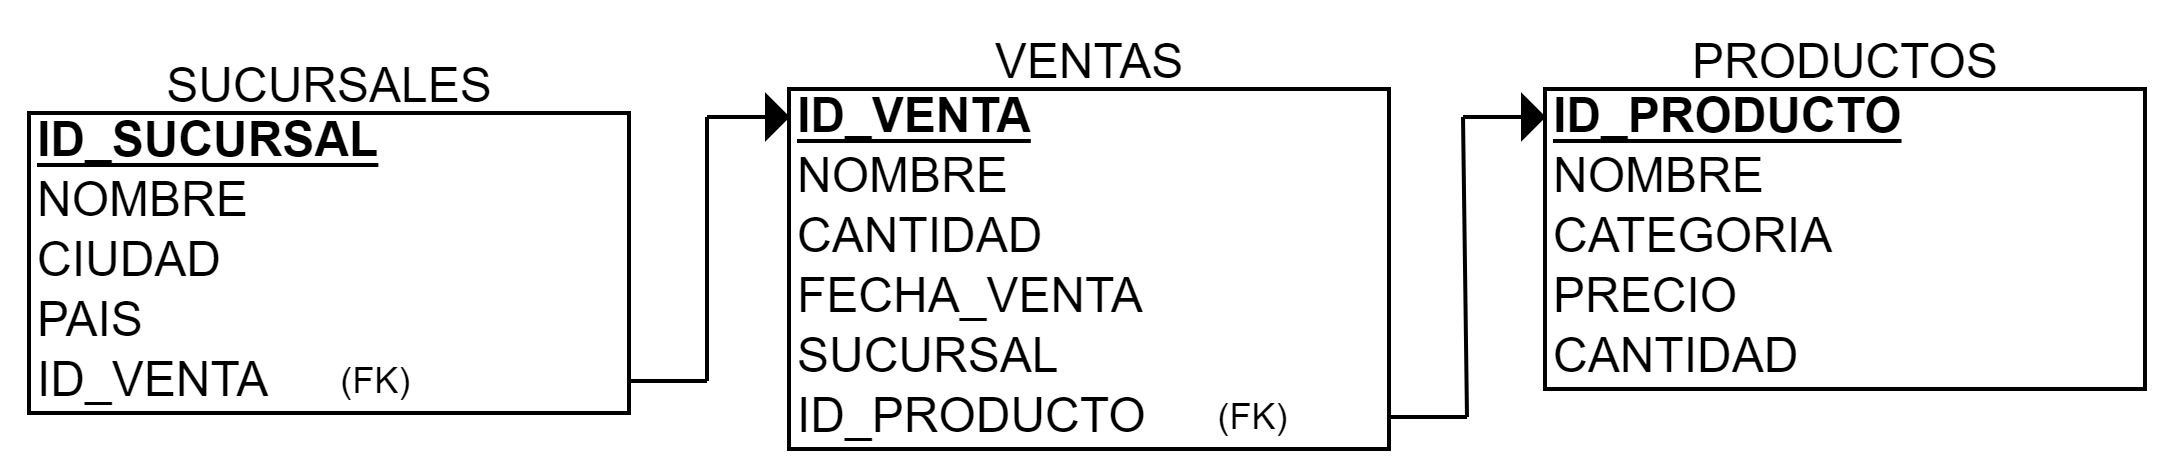 SUCURSALES
ID_SUCURSAL
NOMBRE
CIUDAD
PAIS
ID_VENTA (FK)
VENTAS
ID_VENTA
NOMBRE
CANTIDAD
FECHA_VENTA
SUCURSAL
ID_PRODUCTO (FK)
PRODUCTOS
ID_PRODUCTO
NOMBRE
CATEGORIA
PRECIO
CANTIDAD